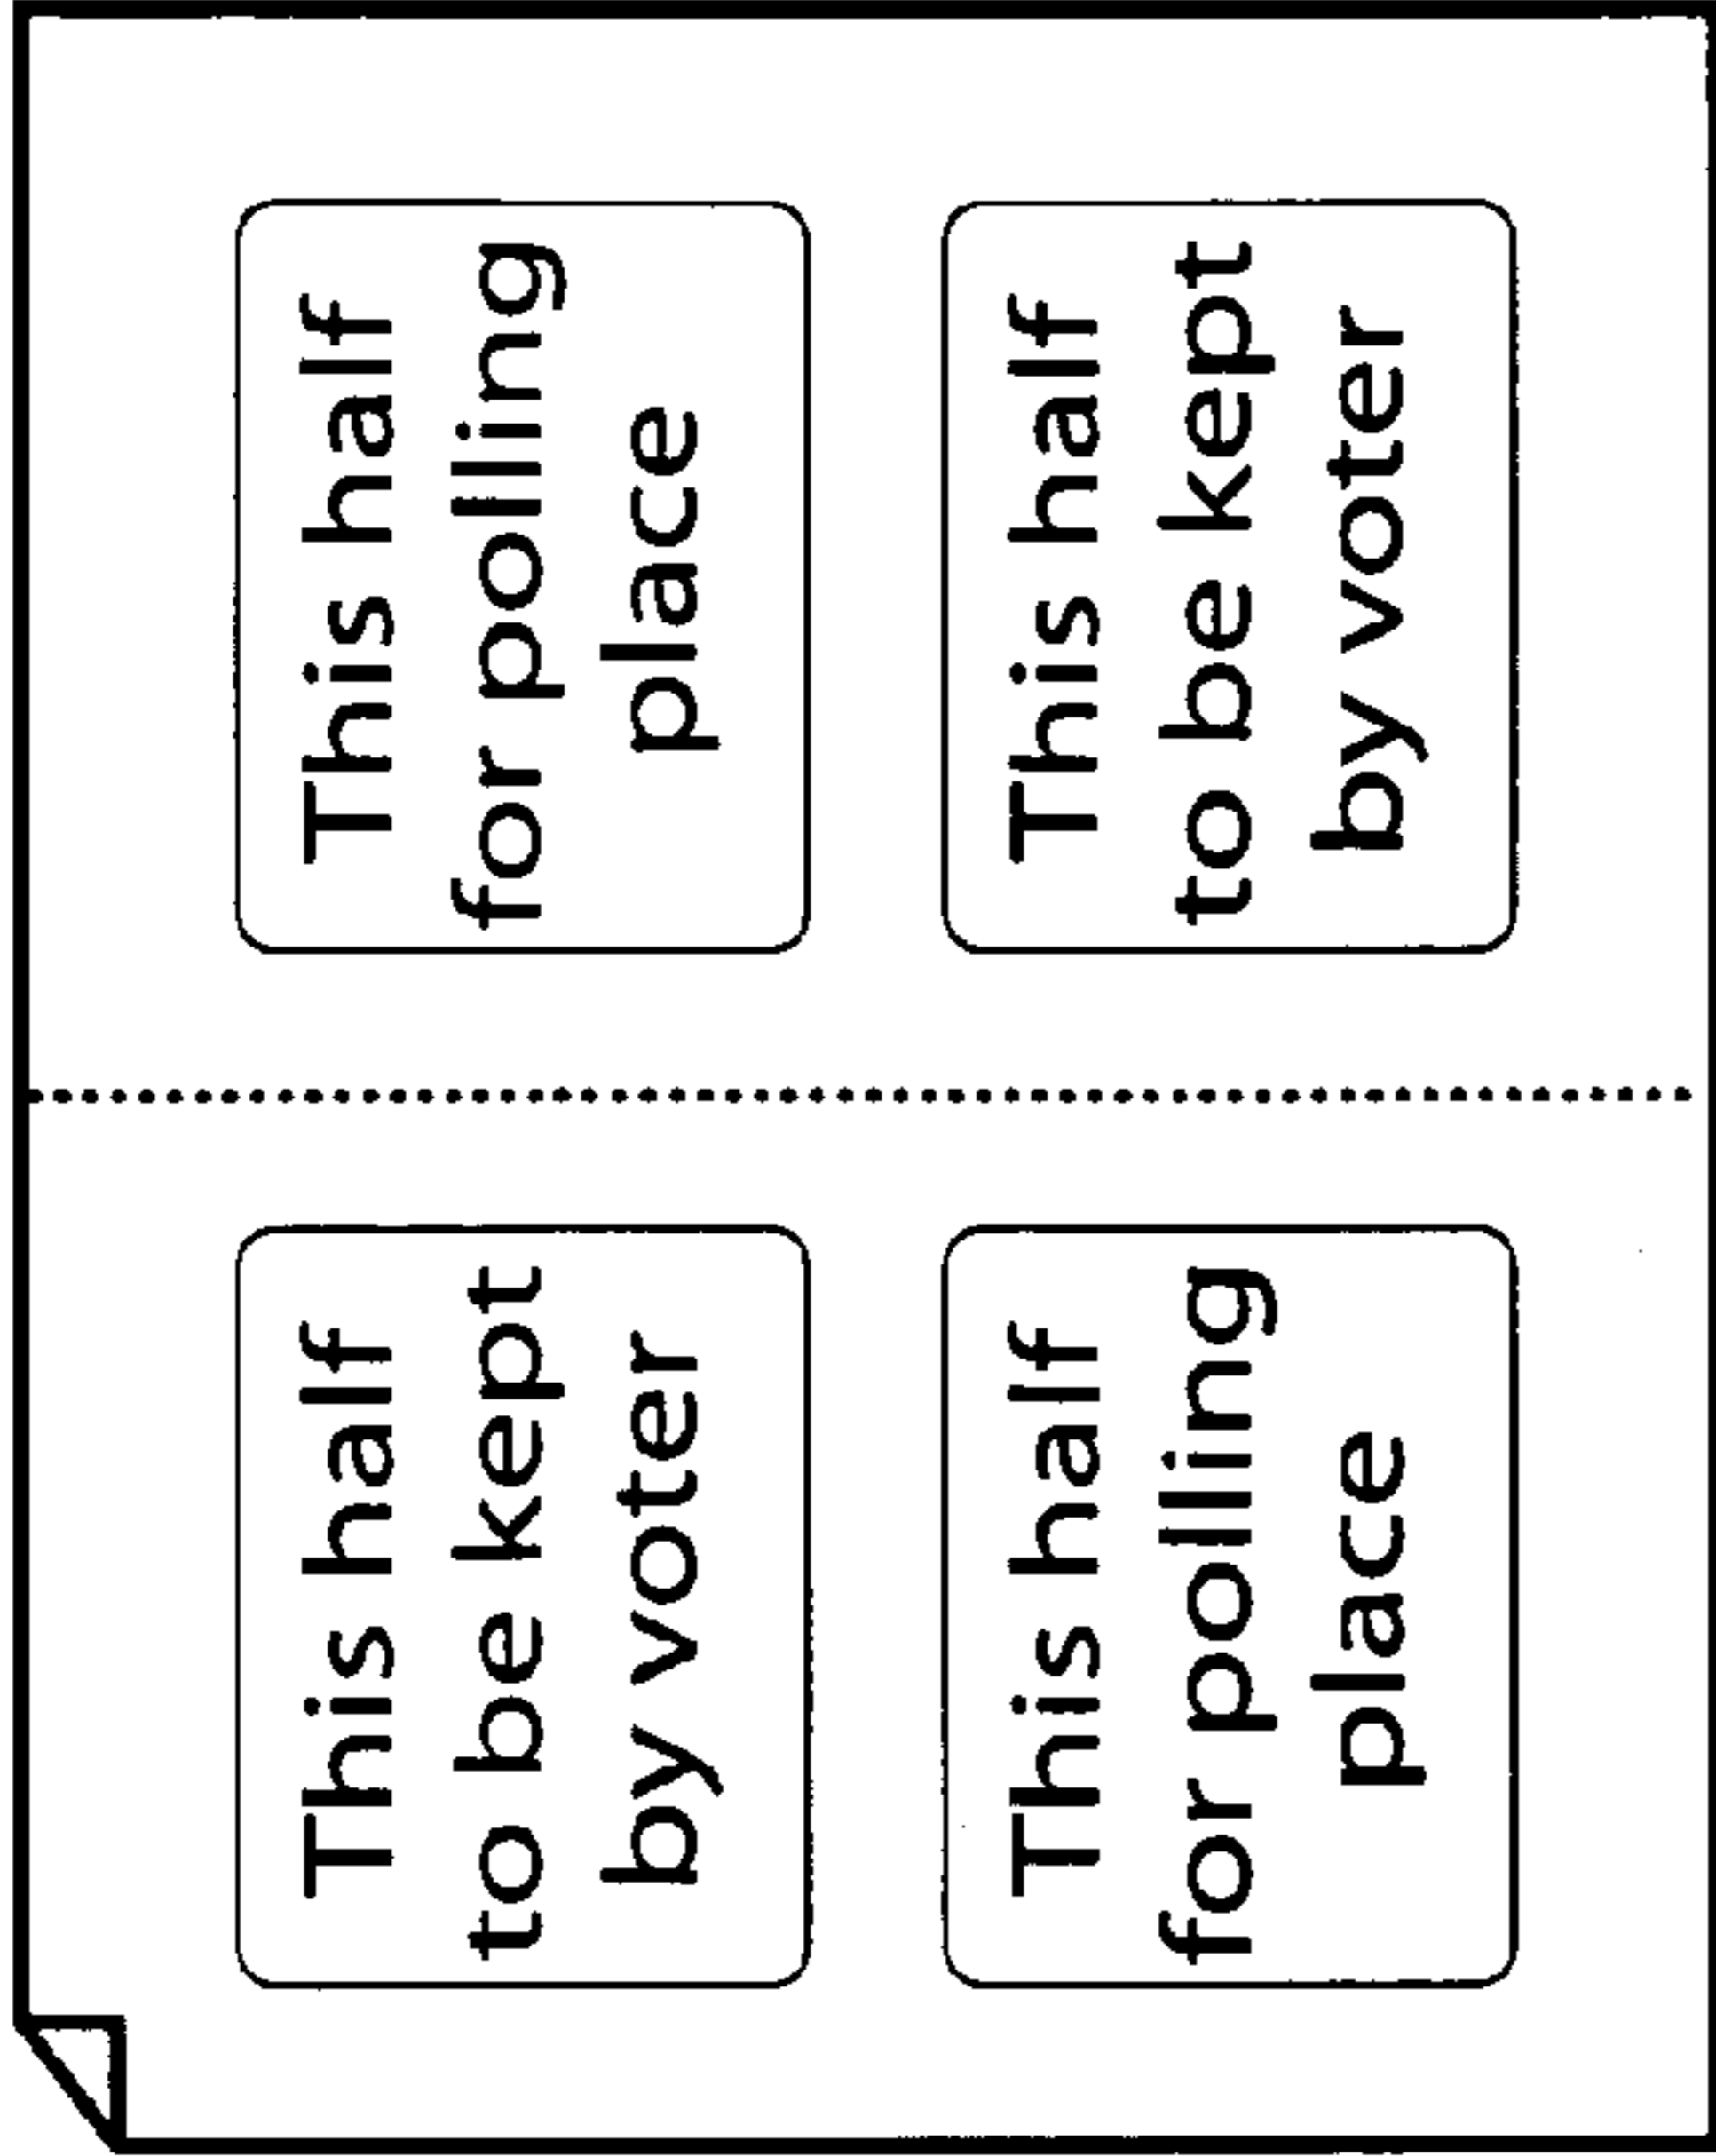 This half
to be kept
by voter
This half
for polling
place
This half
for polling
place
This half
to be kept
by voter